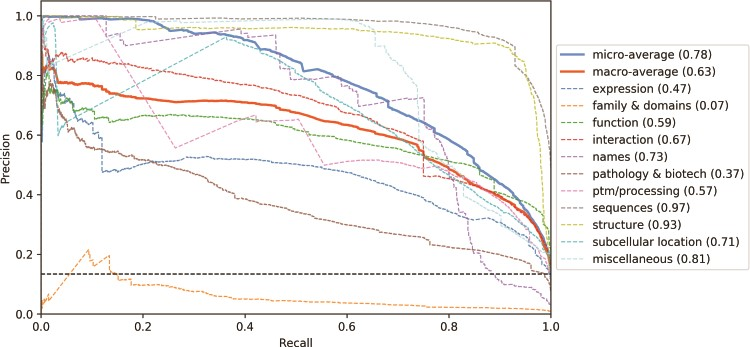 1.0
0.8
0.6
0.4
0.2
0.0
Precision
0.0 0.2 0.4 0.6 0.8 1.0
Recall
micro-average (0.78)
macro-average (0.63)
expression (0.47)
family & domains (0.07)
function (0.59)
interaction (0.67)
names (0.73)
pathology & biotech (0.37)
ptm/processing (0.57)
sequences (0.97)
structure (0.93)
subcellular location (0.71)
miscellaneous (0.81)